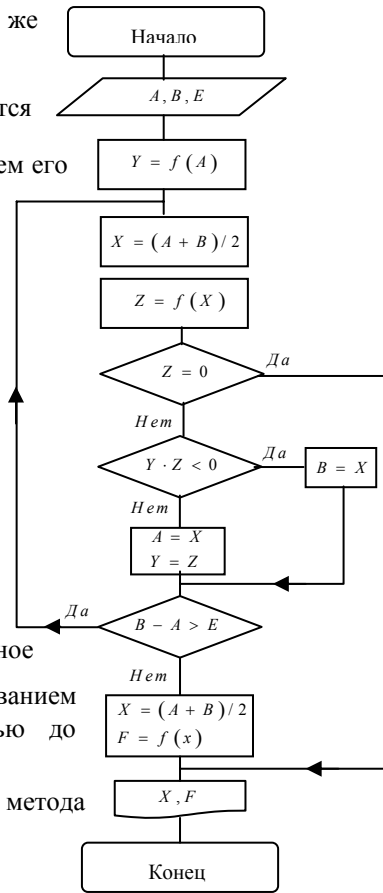 же
Начало
A, B, E
тся
Y = f (A)
ем его
X = (A + B) / 2
Z = f (X)
Z = 0
Да
Нет
Y · Z < 0
Да
B = X
Нет
A = X
Y = Z
Да
B − A > E
ное
Нет
ванием
X = (A + B) / 2
ью до
F = f (x)
метода
X, F
Конец